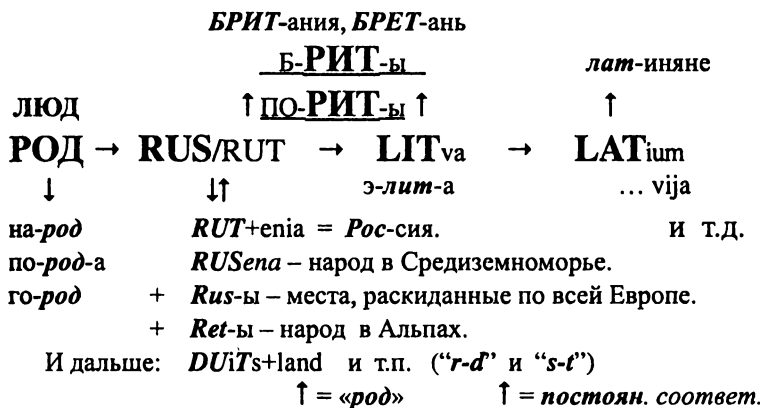 БРИТ-ания, БРЕТ-ань
Б-РИТ-ы лат-иняне
ЛЮД ↑ ПО-РИТ-ы ↑ ↑
РОД → RUS/RUT → LITva → LATium
↓ ↓↑ э-лит-а ... vija
на-род RUT+enia = Рос-сия. и т.д.
по-род-а RUSena – народ в Средиземноморье.
го-род + Rus-ы – места, раскиданные по всей Европе.
+ Ret-ы – народ в Альпах.
И дальше: DUiTs+land и т.п. (“r-d” и “s-t”)
↑ = «род» ↑ = постоян. соответ.